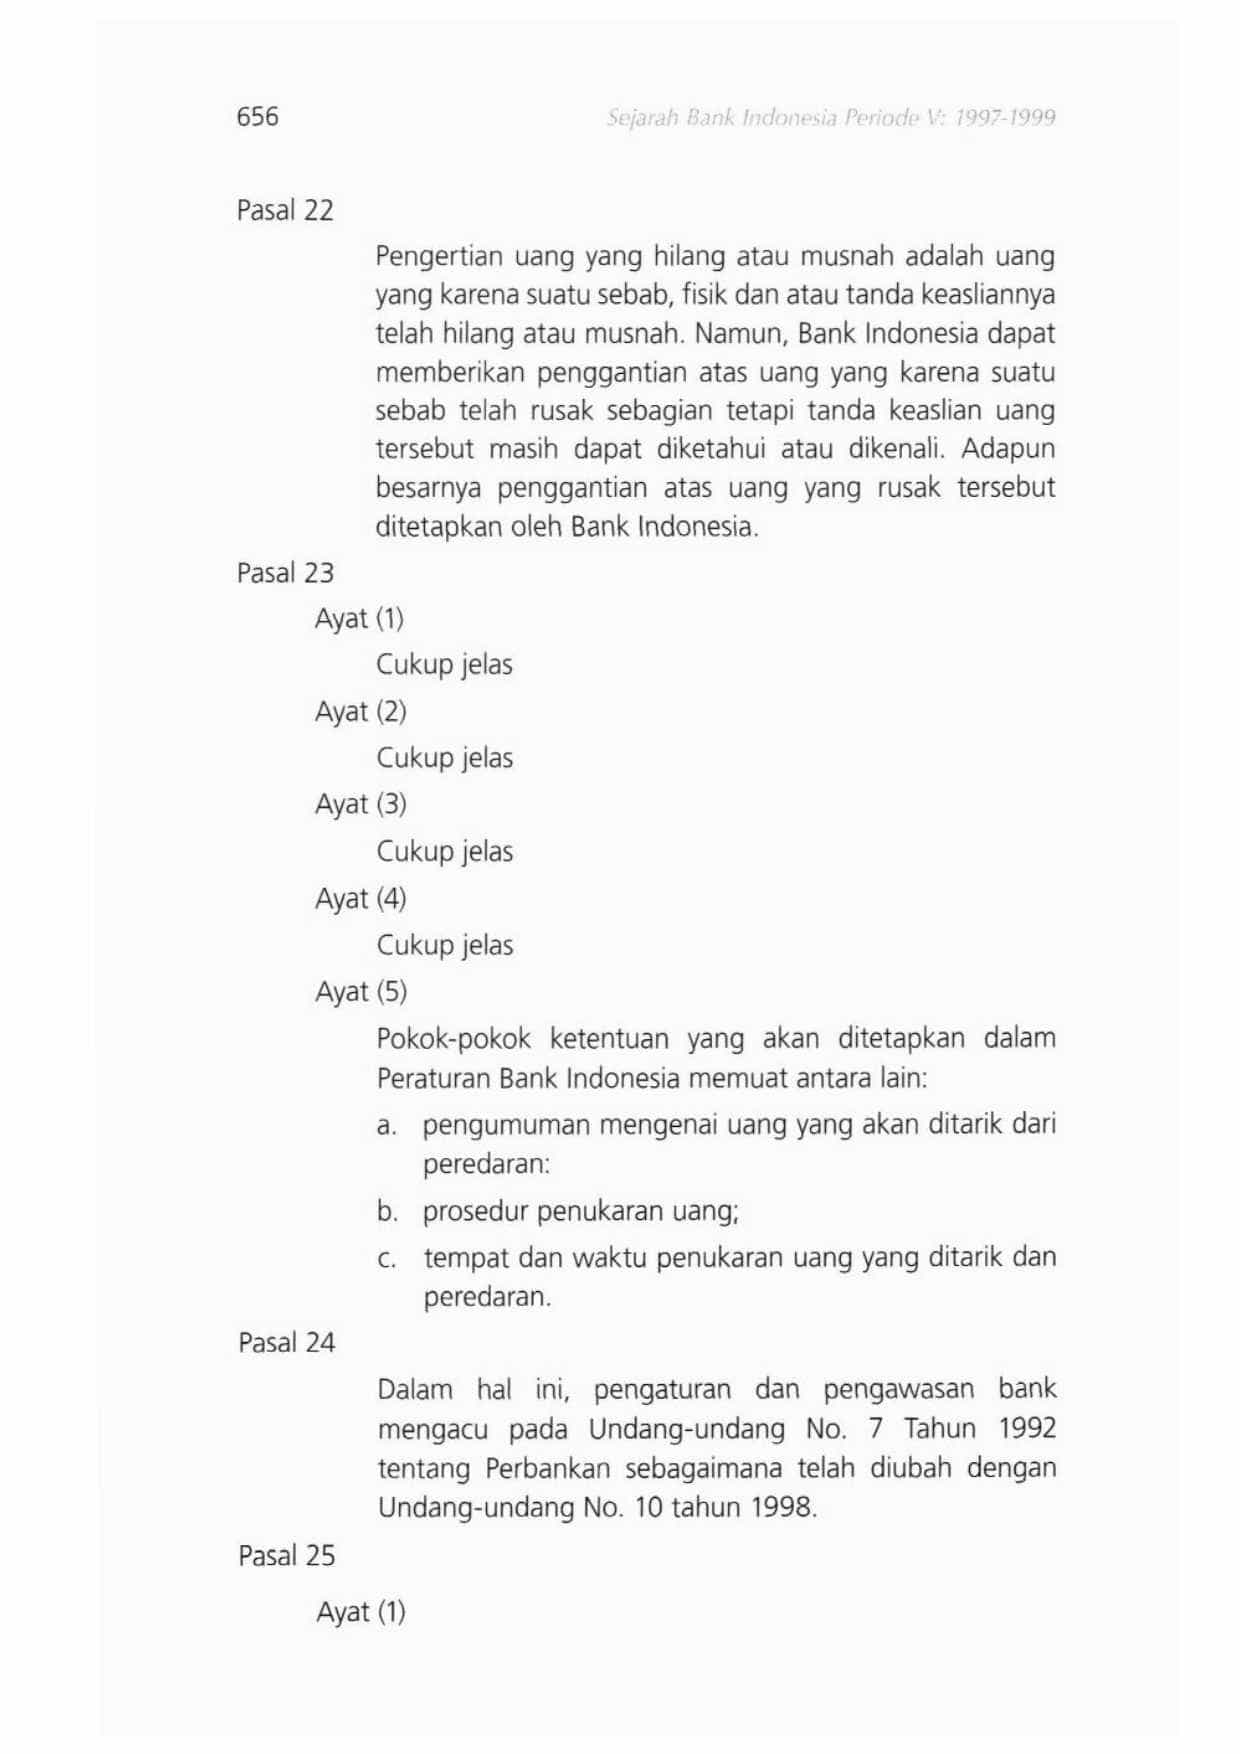 656
Sejarah Bank Indonesia Periode V: 1997-1999
Pasal 22
Pengertian uang yang hilang atau musnah adalah uang
yang karena suatu sebab, fisik dan atau tanda keasliannya
telah hilang atau musnah. Namun, Bank Indonesia dapat
memberikan penggantian atas uang yang karena suatu
sebab telah rusak sebagian tetapi tanda keaslian uang
tersebut masih dapat diketahui atau dikenali. Adapun
besarnya penggantian atas uang yang rusak tersebut
ditetapkan oleh Bank Indonesia.
Pasal 23
Ayat (1)
Cukup jelas
Ayat (2)
Cukup jelas
Ayat (3)
Cukup jelas
Ayat (4)
Cukup jelas
Ayat (5)
Pokok-pokok ketentuan yang akan ditetapkan dalam
Peraturan Bank Indonesia memuat antara lain:
a. pengumuman mengenai uang yang akan ditarik dari
peredaran:
b. prosedur penukaran uang;
c. tempat dan waktu penukaran uang yang ditarik dan
peredaran.
Pasal 24
Dalam hal ini, pengaturan dan pengawasan bank
mengacu pada Undang-undang No. 7 Tahun 1992
tentang Perbankan sebagaimana telah diubah dengan
Undang-undang No. 10 tahun 1998.
Pasal 25
Ayat (1)